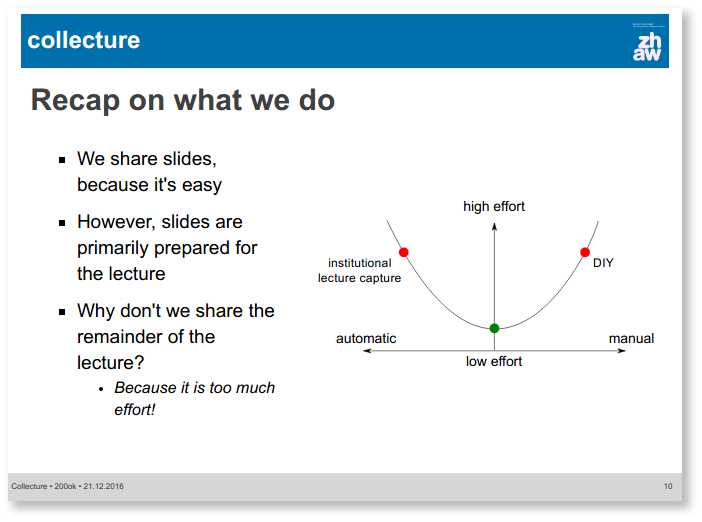 collecture
zh
aw
Recap on what we do
▪ We share slides,
because it's easy
▪ However, slides are
primarily prepared for
the lecture
▪ Why don't we share the
remainder of the
lecture?
• Because it is too much
effort!
high effort
institutional
lecture capture
DIY
automatic
manual
low effort
Collecture • 200ok • 21.12.2016
10